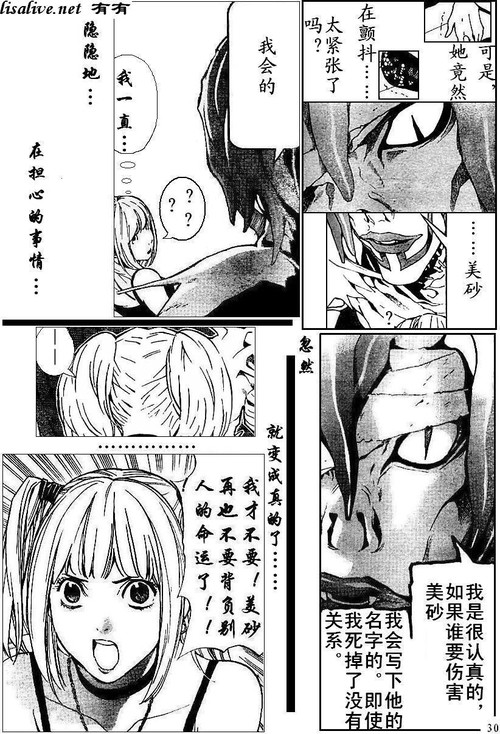 lisalive.net 有有
可是，
她竟然
在颤抖……
太紧张了
吗？
……美砂
？
我会的
？
？
我一直…
隐隐地…
在担心的事情…
忽然
我是很认真的，
如果谁要伤害
美砂
我会写下他的
名字的。即使
我死掉了没有
关系。
就变成真的了……
……………
我才不要！美砂
再也不要背负别
人的命运了！！
30